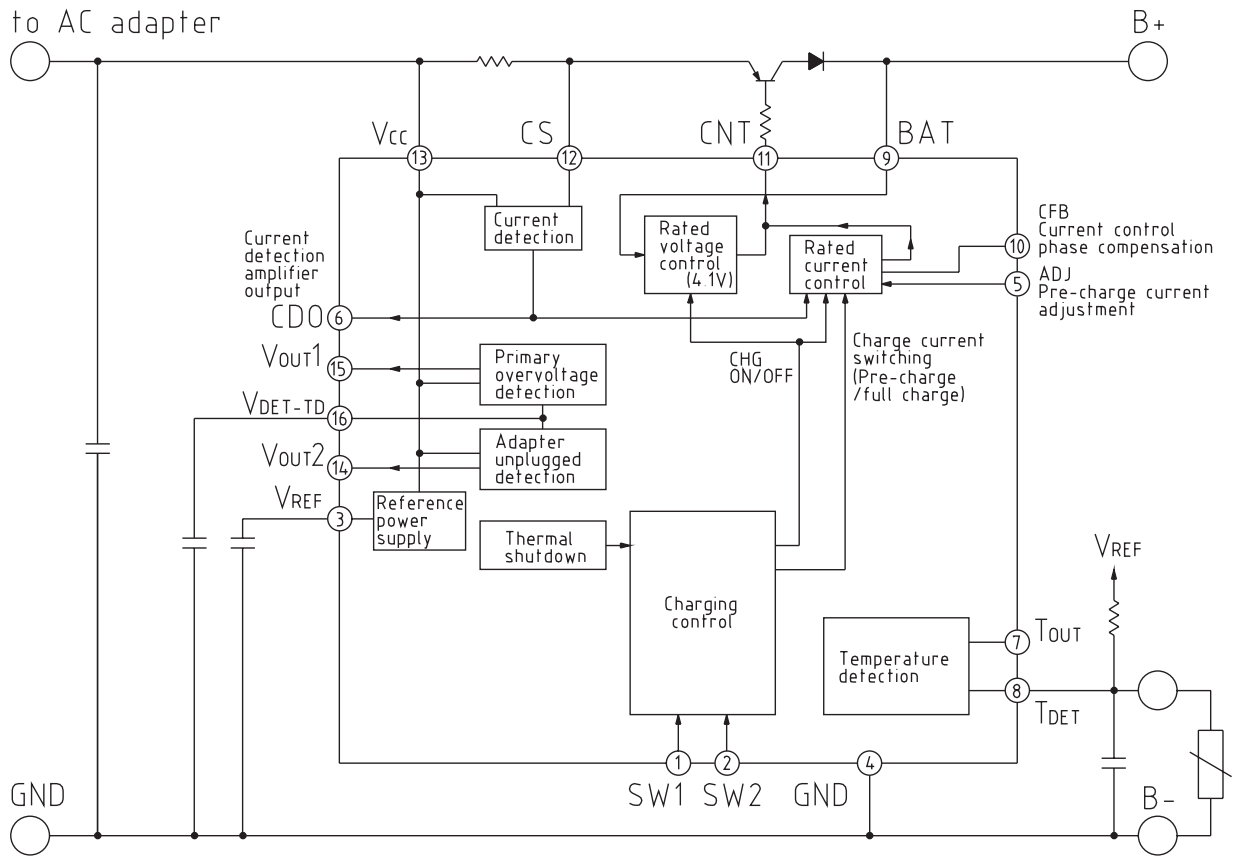 to AC adapter
B+
Vcc
CS
CNT
BAT
13
12
11
9
Current
detection
Rated
voltage
control
(4.1V)
Rated
current
control
CFB
Current control
phase compensation
10
ADJ
Pre-charge current
adjustment
5
Current
detection
amplifier
output
CDO
6
VOUT1
15
Primary
overvoltage
detection
CHG
ON/OFF
Charge current
switching
(Pre-charge
/full charge)
VDET-TD
16
VOUT2
14
Adapter
unplugged
detection
VREF
3
Reference
power
supply
Thermal
shutdown
Charging
control
VREF
Temperature
detection
7
TOUT
8
TDET
1
2
4
SW1
SW2
GND
GND
B-